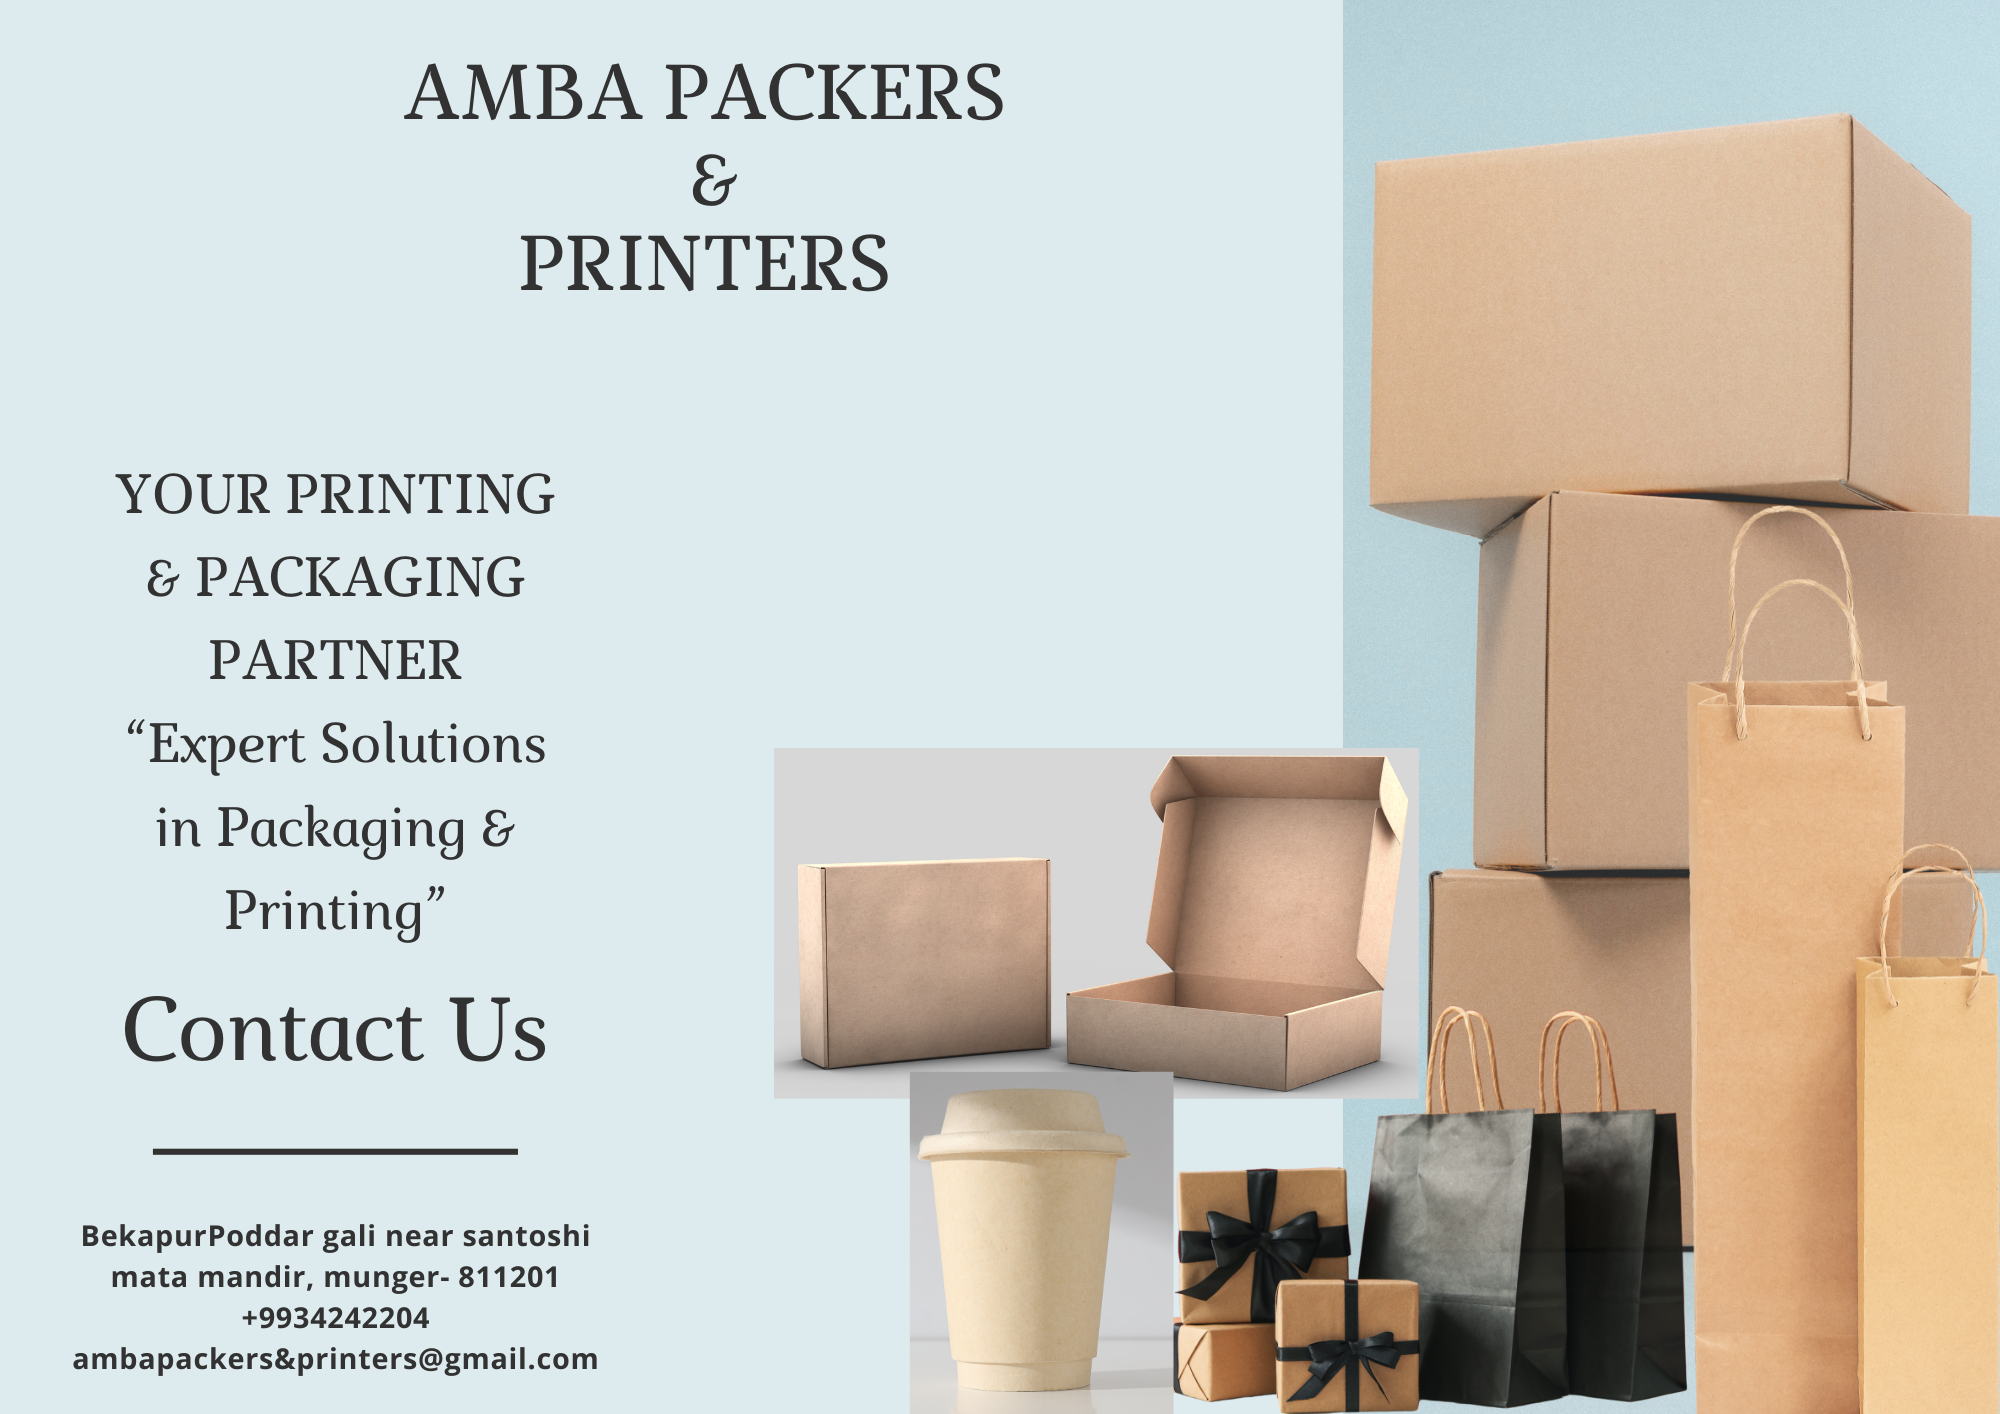 AMBA PACKERS
&
PRINTERS
YOUR PRINTING
& PACKAGING
PARTNER
“Expert Solutions
in Packaging &
Printing”
Contact Us
BekapurPoddar gali near santoshi
mata mandir, munger- 811201
+9934242204
ambapackers&printers@gmail.com